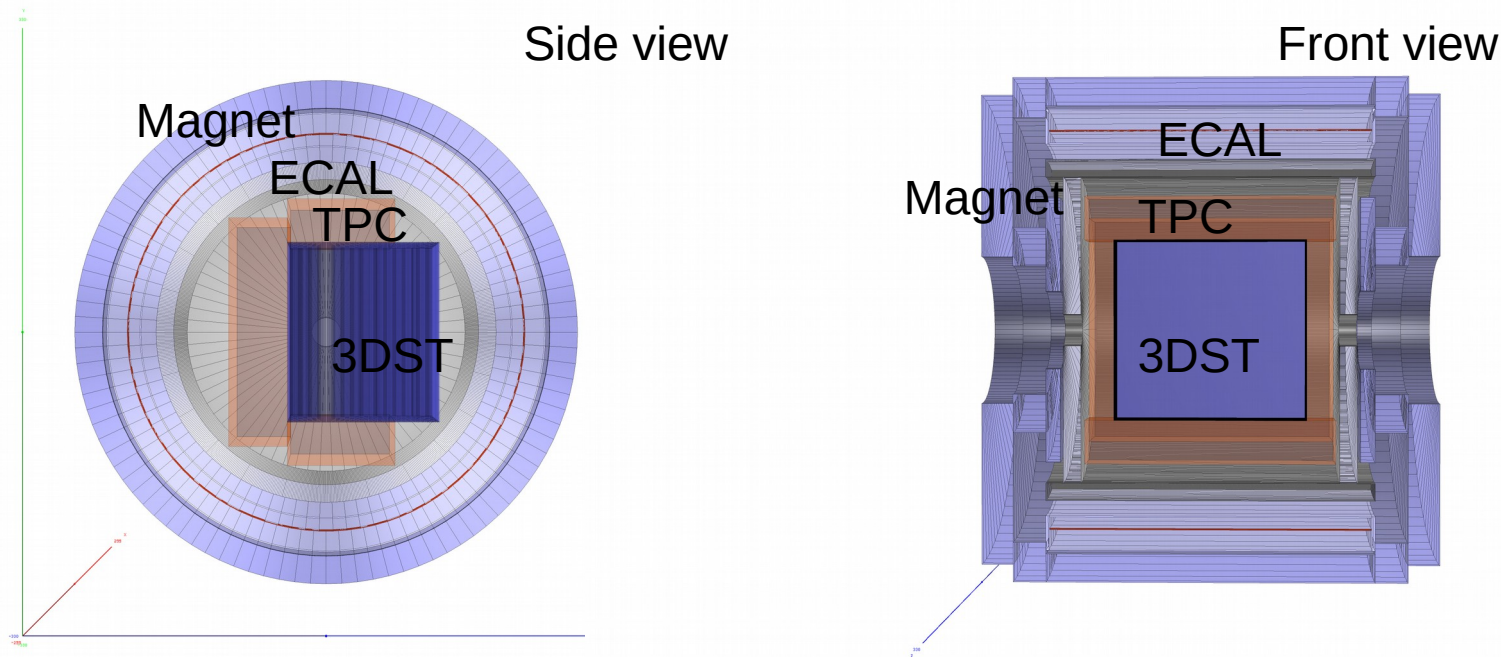 Side view
Magnet
ECAL
TPC
3DST
Front view
ECAL
Magnet
TPC
3DST